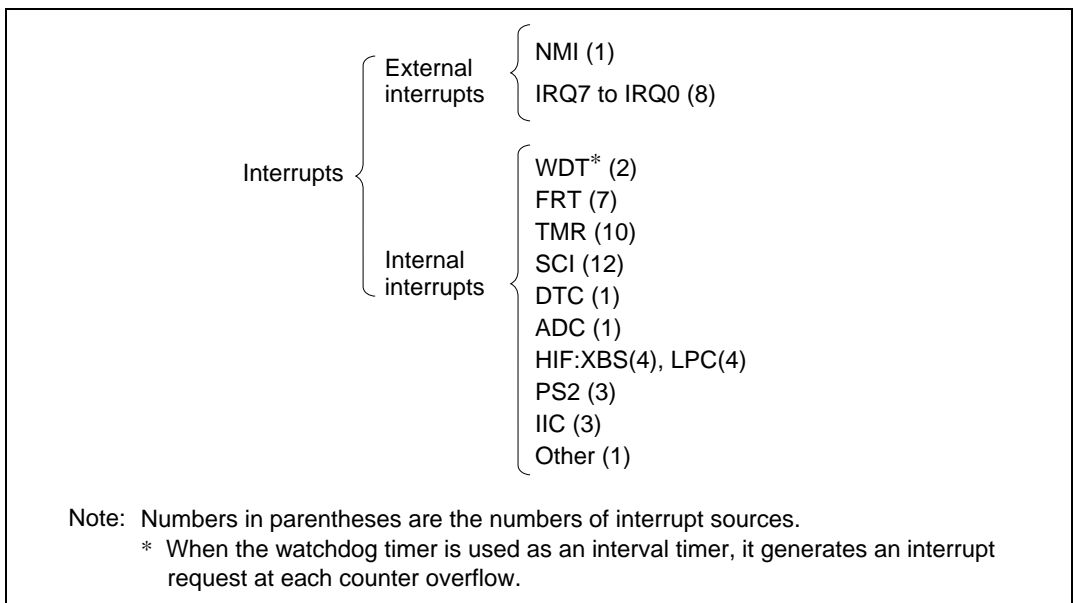 Interrupts
External
interrupts
NMI (1)
IRQ7 to IRQ0 (8)
Internal
interrupts
WDT* (2)
FRT (7)
TMR (10)
SCI (12)
DTC (1)
ADC (1)
HIF:XBS(4), LPC(4)
PS2 (3)
IIC (3)
Other (1)
Note: Numbers in parentheses are the numbers of interrupt sources.
* When the watchdog timer is used as an interval timer, it generates an interrupt
request at each counter overflow.